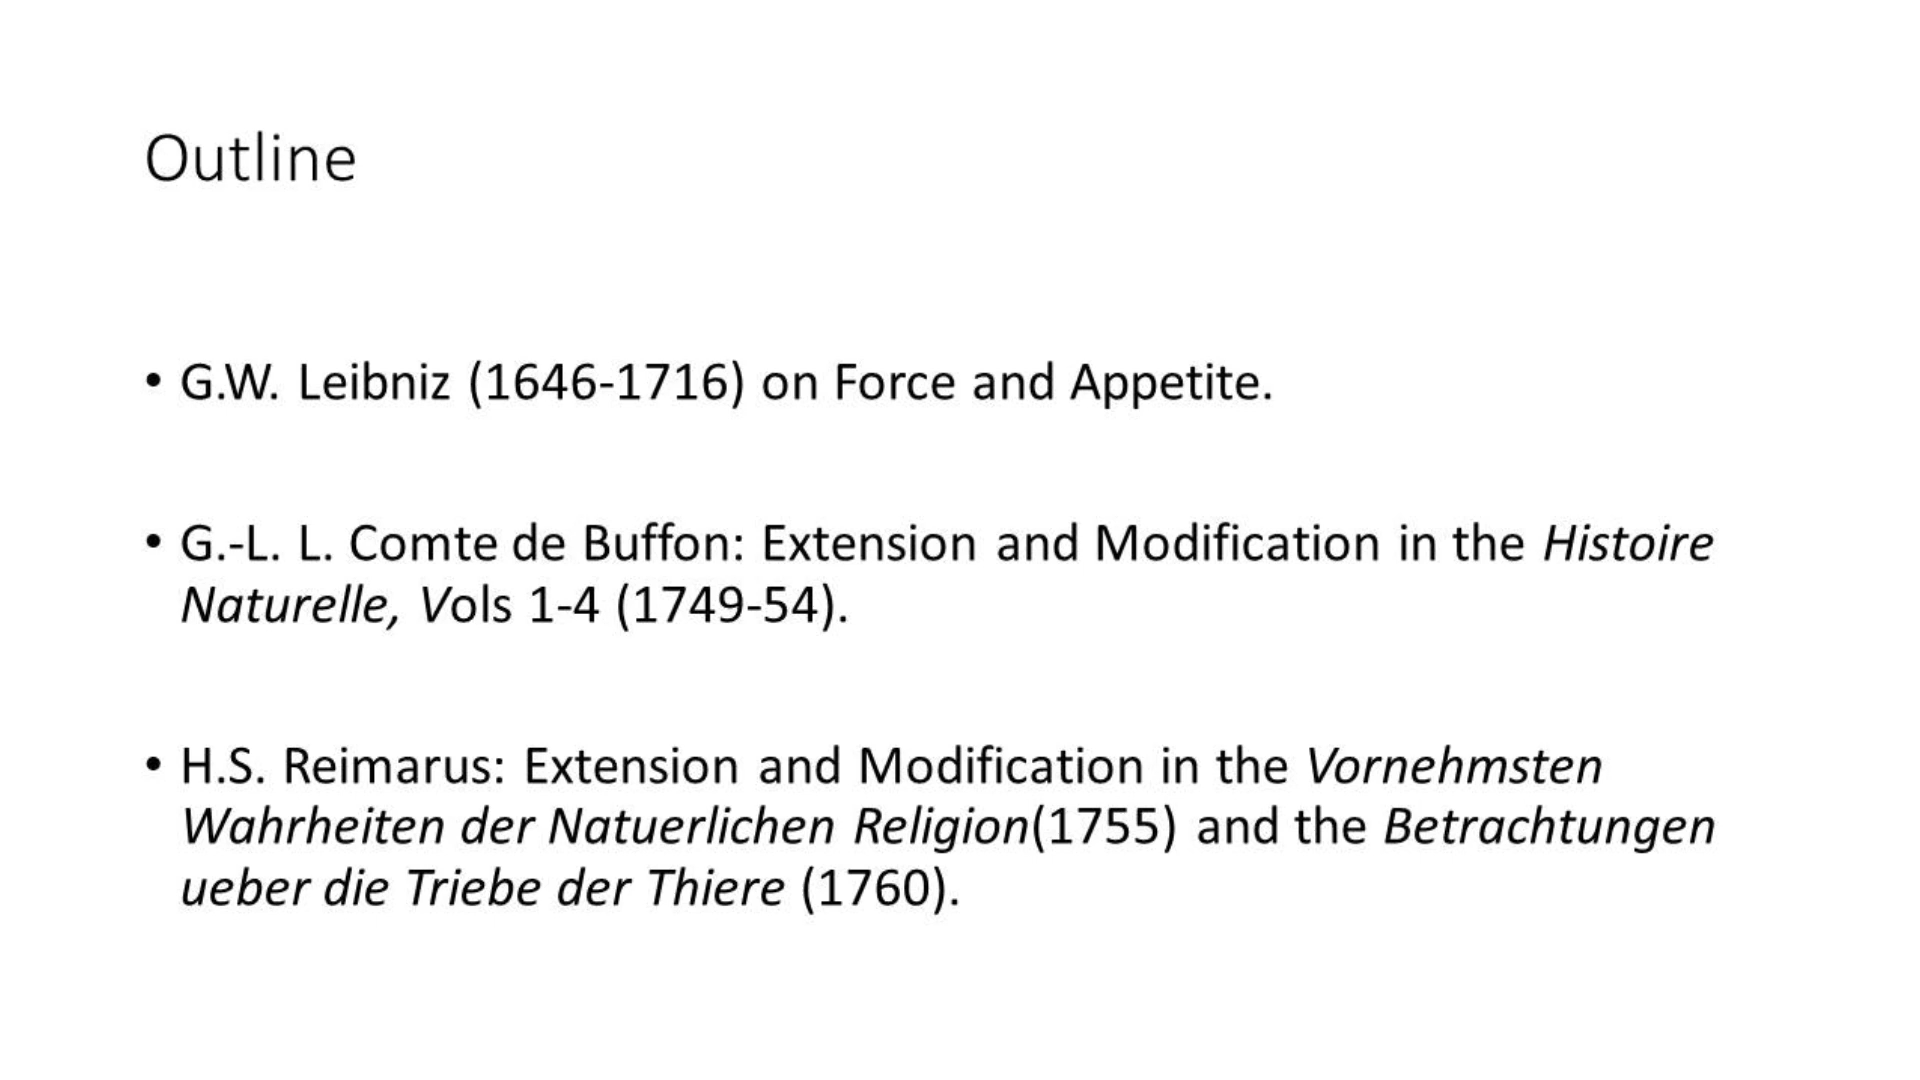 Outline
• G.W. Leibniz (1646-1716) on Force and Appetite.
• G.-L. L. Comte de Buffon: Extension and Modification in the Histoire
Naturelle, Vols 1-4 (1749-54).
• H.S. Reimarus: Extension and Modification in the Vornehmsten
Wahrheiten der Natuerlichen Religion(1755) and the Betrachtungen
ueber die Triebe der Thiere (1760).